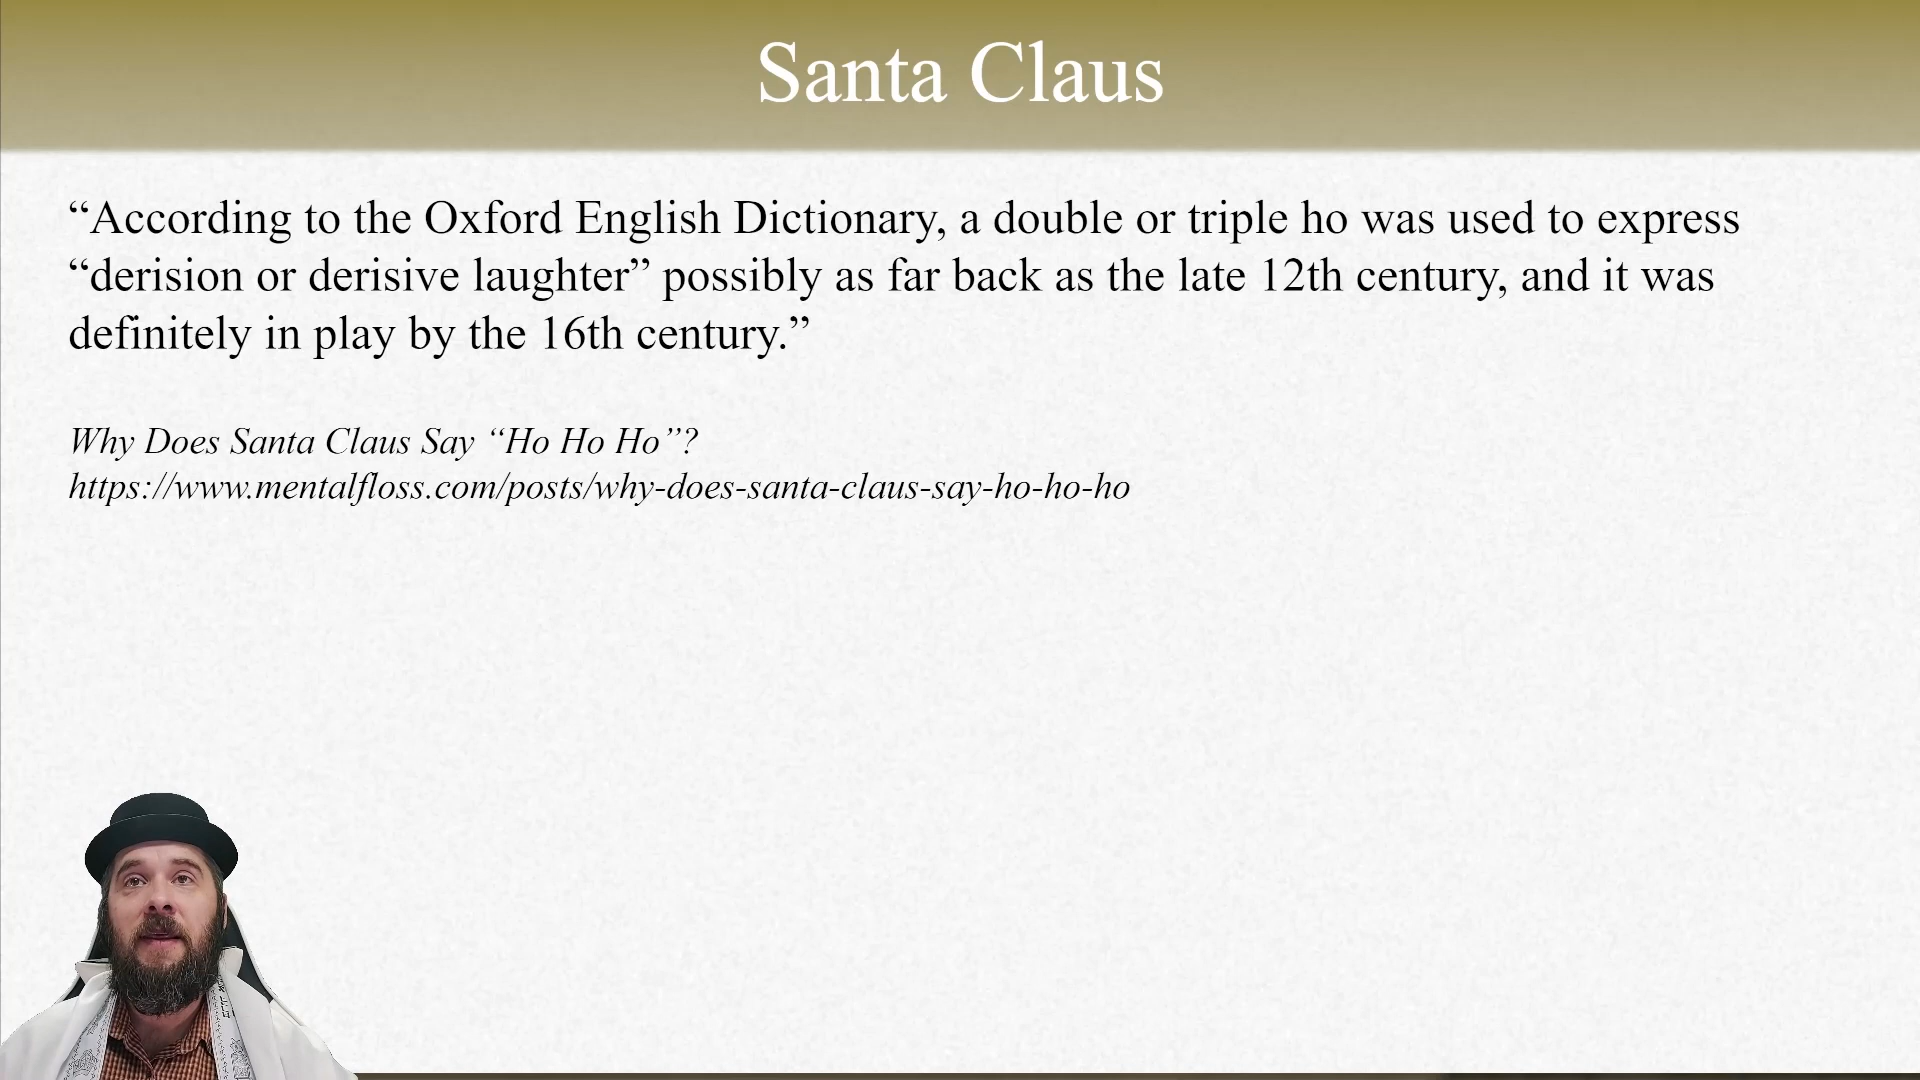 Santa Claus
“According to the Oxford English Dictionary, a double or triple ho was used to express
“derision or derisive laughter” possibly as far back as the late 12th century, and it was
definitely in play by the 16th century.”
Why Does Santa Claus Say “Ho Ho Ho”?
https://www.mentalfloss.com/posts/why-does-santa-claus-say-ho-ho-ho